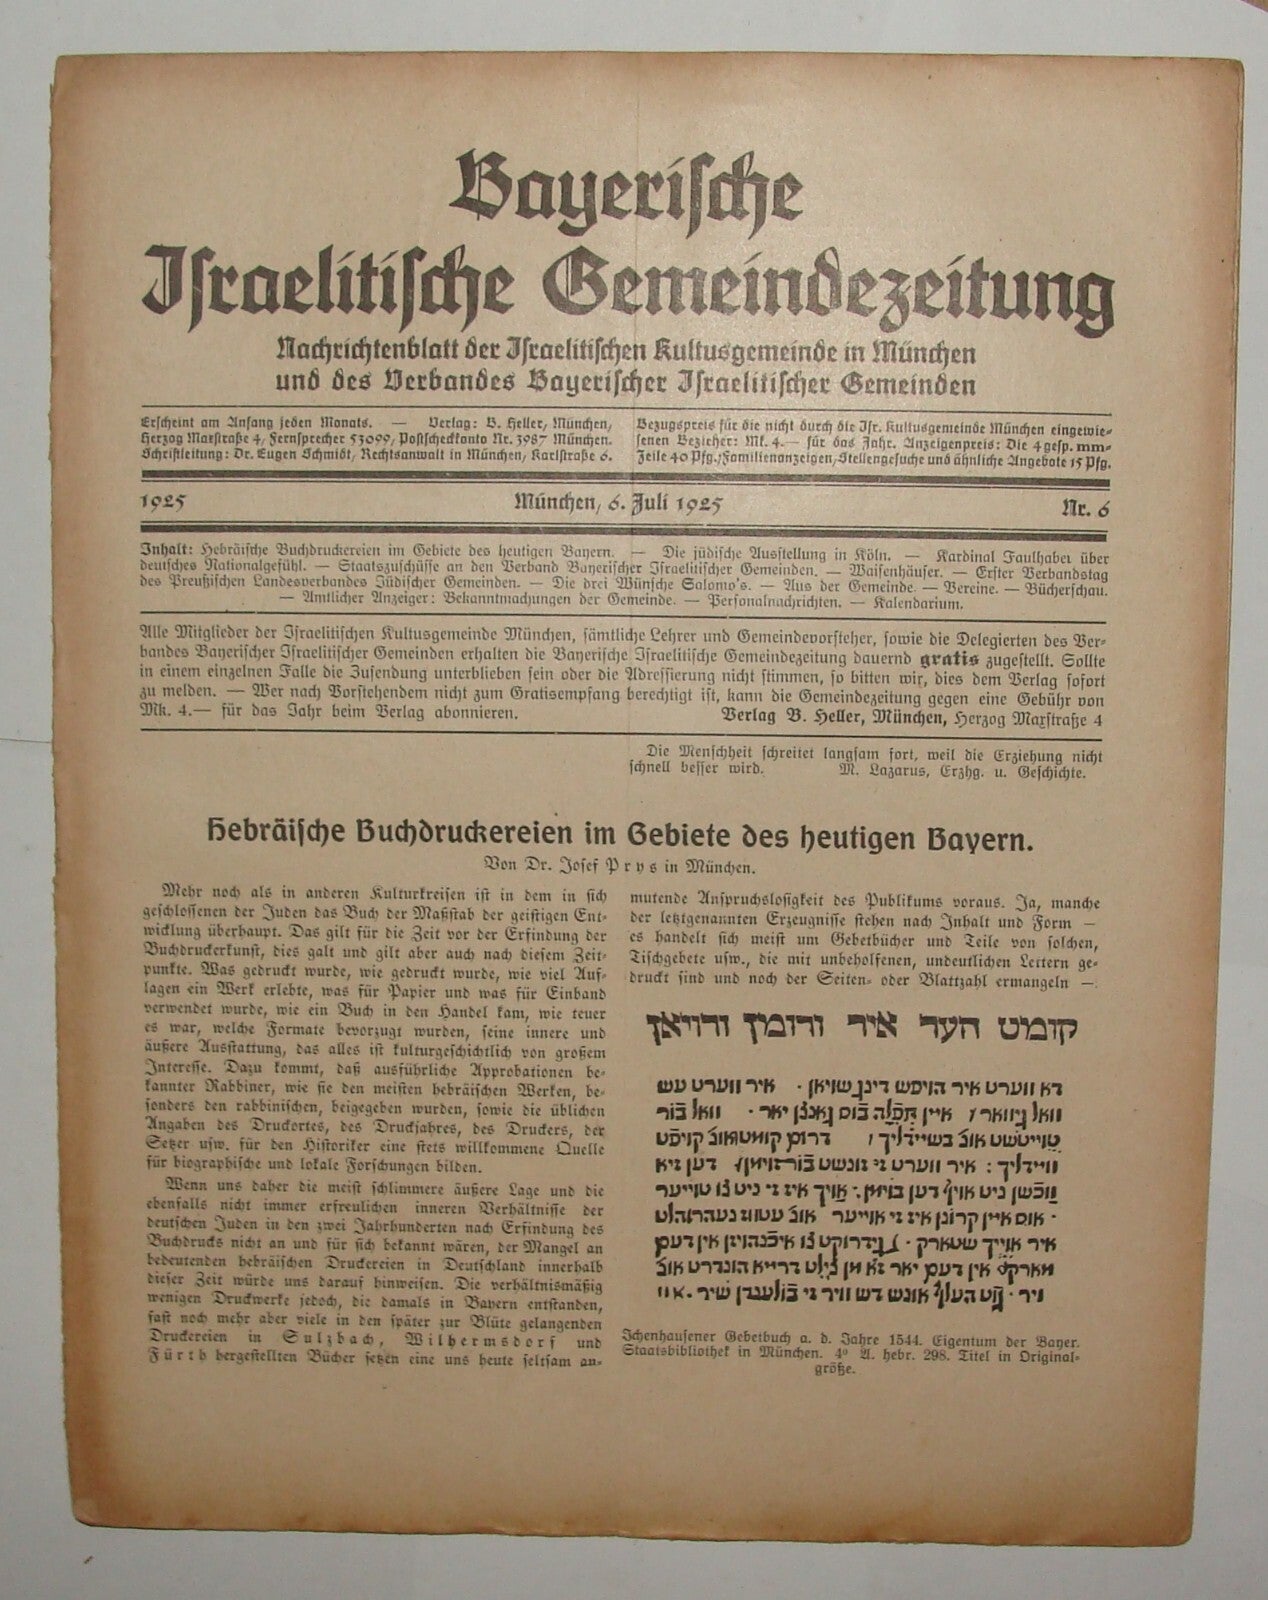 Bayerische
Israelitische Gemeindezeitung
Nachrichtenblatt der Israelitischen Kultusgemeinde in München
und des Verbandes Bayerischer Israelitischer Gemeinden
Erscheint am Anfang jeden Monats. — Verlag: B. Heller, München,
Herzog Maxstraße 4, Fernsprecher 53099, Postscheckkonto Nr. 3987 München.
Schriftleitung: Dr. Eugen Schmidt, Rechtsanwalt in München, Karlstraße 6.
Bezugspreis für die nicht durch die Isr. Kultusgemeinde München eingewie-
senen Bezieher: Mk. 4.— für das Jahr. Anzeigenpreis: Die 4 gesp. mm-
Zeile 40 Pfg., Familienanzeigen, Stellengesuche und ähnliche Angebote 15 Pfg.
1925 München, 6. Juli 1925 Nr. 6
Inhalt: Hebräische Buchdruckereien im Gebiete des heutigen Bayern. — Die jüdische Ausstellung in Köln. — Kardinal Faulhaber über
deutsches Nationalgefühl. — Staatszuschüsse an den Verband Bayerischer Israelitischer Gemeinden. — Waisenhäuser. — Erster Verbandstag
des Preußischen Landesverbandes Jüdischer Gemeinden. — Die drei Wünsche Salomo's. — Aus der Gemeinde. — Vereine. — Bücherschau.
— Amtlicher Anzeiger: Bekanntmachungen der Gemeinde. — Personalnachrichten. — Kalendarium.
Alle Mitglieder der Israelitischen Kultusgemeinde München, sämtliche Lehrer und Gemeindevorsteher, sowie die Delegierten des Ver-
bandes Bayerischer Israelitischer Gemeinden erhalten die Bayerische Israelitische Gemeindezeitung dauernd gratis zugestellt. Sollte
in einem einzelnen Falle die Zusendung unterblieben sein oder die Adressierung nicht stimmen, so bitten wir, dies dem Verlag sofort
zu melden. — Wer nach Vorstehendem nicht zum Gratisempfang berechtigt ist, kann die Gemeindezeitung gegen eine Gebühr von
Mk. 4.— für das Jahr beim Verlag abonnieren. Verlag B. Heller, München, Herzog Maxstraße 4
Die Menschheit schreitet langsam fort, weil die Erziehung nicht
schnell besser wird. M. Lazarus, Erzhg. u. Geschichte.
Hebräische Buchdruckereien im Gebiete des heutigen Bayern.
Von Dr. Josef Prys in München.
Mehr noch als in anderen Kulturkreisen ist in dem in sich
geschlossenen der Juden das Buch der Maßstab der geistigen Ent-
wicklung überhaupt. Das gilt für die Zeit vor der Erfindung der
Buchdruckerkunst, dies galt und gilt aber auch nach diesem Zeit-
punkte. Was gedruckt wurde, wie gedruckt wurde, wie viel Auf-
lagen ein Werk erlebte, was für Papier und was für Einband
verwendet wurde, wie ein Buch in den Handel kam, wie teuer
es war, welche Formate bevorzugt wurden, seine innere und
äußere Ausstattung, das alles ist kulturgeschichtlich von großem
Interesse. Dazu kommt, daß ausführliche Approbationen be-
kannter Rabbiner, wie sie den meisten hebräischen Werken, be-
sonders den rabbinischen, beigegeben wurden, sowie die üblichen
Angaben des Druckortes, des Druckjahres, des Druckers, der
Setzer usw. für den Historiker eine stets willkommene Quelle
für biographische und lokale Forschungen bilden.
Wenn uns daher die meist schlimmere äußere Lage und die
ebenfalls nicht immer erfreulichen inneren Verhältnisse der
deutschen Juden in den zwei Jahrhunderten nach Erfindung des
Buchdrucks nicht an und für sich bekannt wären, der Mangel an
bedeutenden hebräischen Druckereien in Deutschland innerhalb
dieser Zeit würde uns darauf hinweisen. Die verhältnismäßig
wenigen Druckwerke jedoch, die damals in Bayern entstanden,
fast noch mehr aber viele in den später zur Blüte gelangenden
Druckereien in Sulzbach, Wilhermsdorf und
Fürth hergestellten Bücher setzen eine uns heute seltsam an-
mutende Anspruchslosigkeit des Publikums voraus. Ja, manche
der letztgenannten Erzeugnisse stehen nach Inhalt und Form —
es handelt sich meist um Gebetbücher und Teile von solchen,
Tischgebete usw., die mit unbeholfenen, undeutlichen Lettern ge-
druckt sind und noch der Seiten- oder Blattzahl ermangeln —.
קומט הער איר ורומן ורויאן
דא ווערט איר הויפש דינג שויאן · איר ווערט עש
איין תפלה בוס גאנצן יאר · וואל בור
אונש דש וויר
Ichenhausener Gebetbuch a. d. Jahre 1544. Eigentum der Bayer.
Staatsbibliothek in München. 4° A. hebr. 298. Titel in Original-
größe.